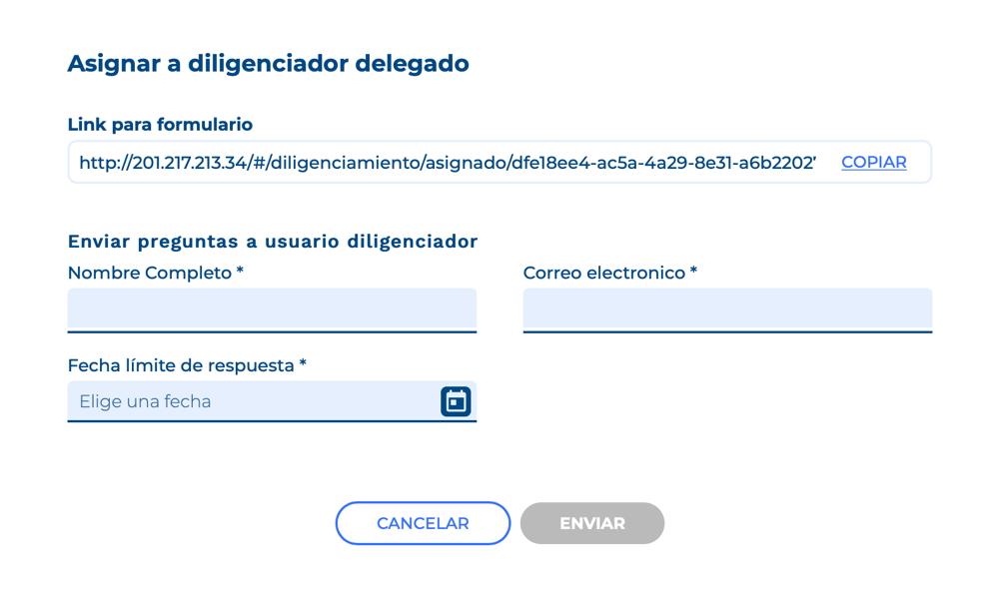 Asignar a diligenciador delegado
Link para formulario
http://201.217.213.34/#/diligenciamiento/asignado/dfe18ee4-ac5a-4a29-8e31-a6b2202 COPIAR
Enviar preguntas a usuario diligenciador
Nombre Completo * Correo electronico *
Fecha límite de respuesta *
Elige una fecha
CANCELAR ENVIAR